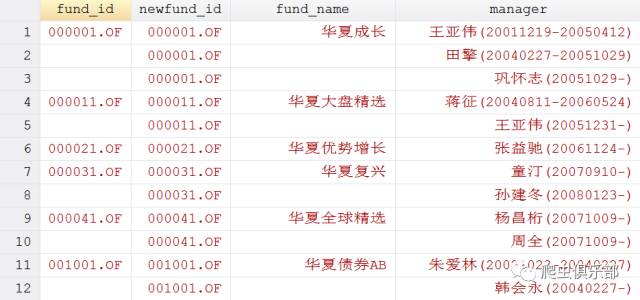 fund_id newfund_id fund_name manager
1 000001.OF 000001.OF 华夏成长 王亚伟(20011219-20050412)
2 000001.OF 田擎(20040227-20051029)
3 000001.OF 巩怀志(20051029-)
4 000011.OF 000011.OF 华夏大盘精选 蒋征(20040811-20060524)
5 000011.OF 王亚伟(20051231-)
6 000021.OF 000021.OF 华夏优势增长 张益驰(20061124-)
7 000031.OF 000031.OF 华夏复兴 童汀(20070910-)
8 000031.OF 孙建冬(20080123-)
9 000041.OF 000041.OF 华夏全球精选 杨昌桁(20071009-)
10 000041.OF 周全(20071009-)
11 001001.OF 001001.OF 华夏债券AB 朱爱林
12 001001.OF 韩会永(20040227-)
爬虫俱乐部